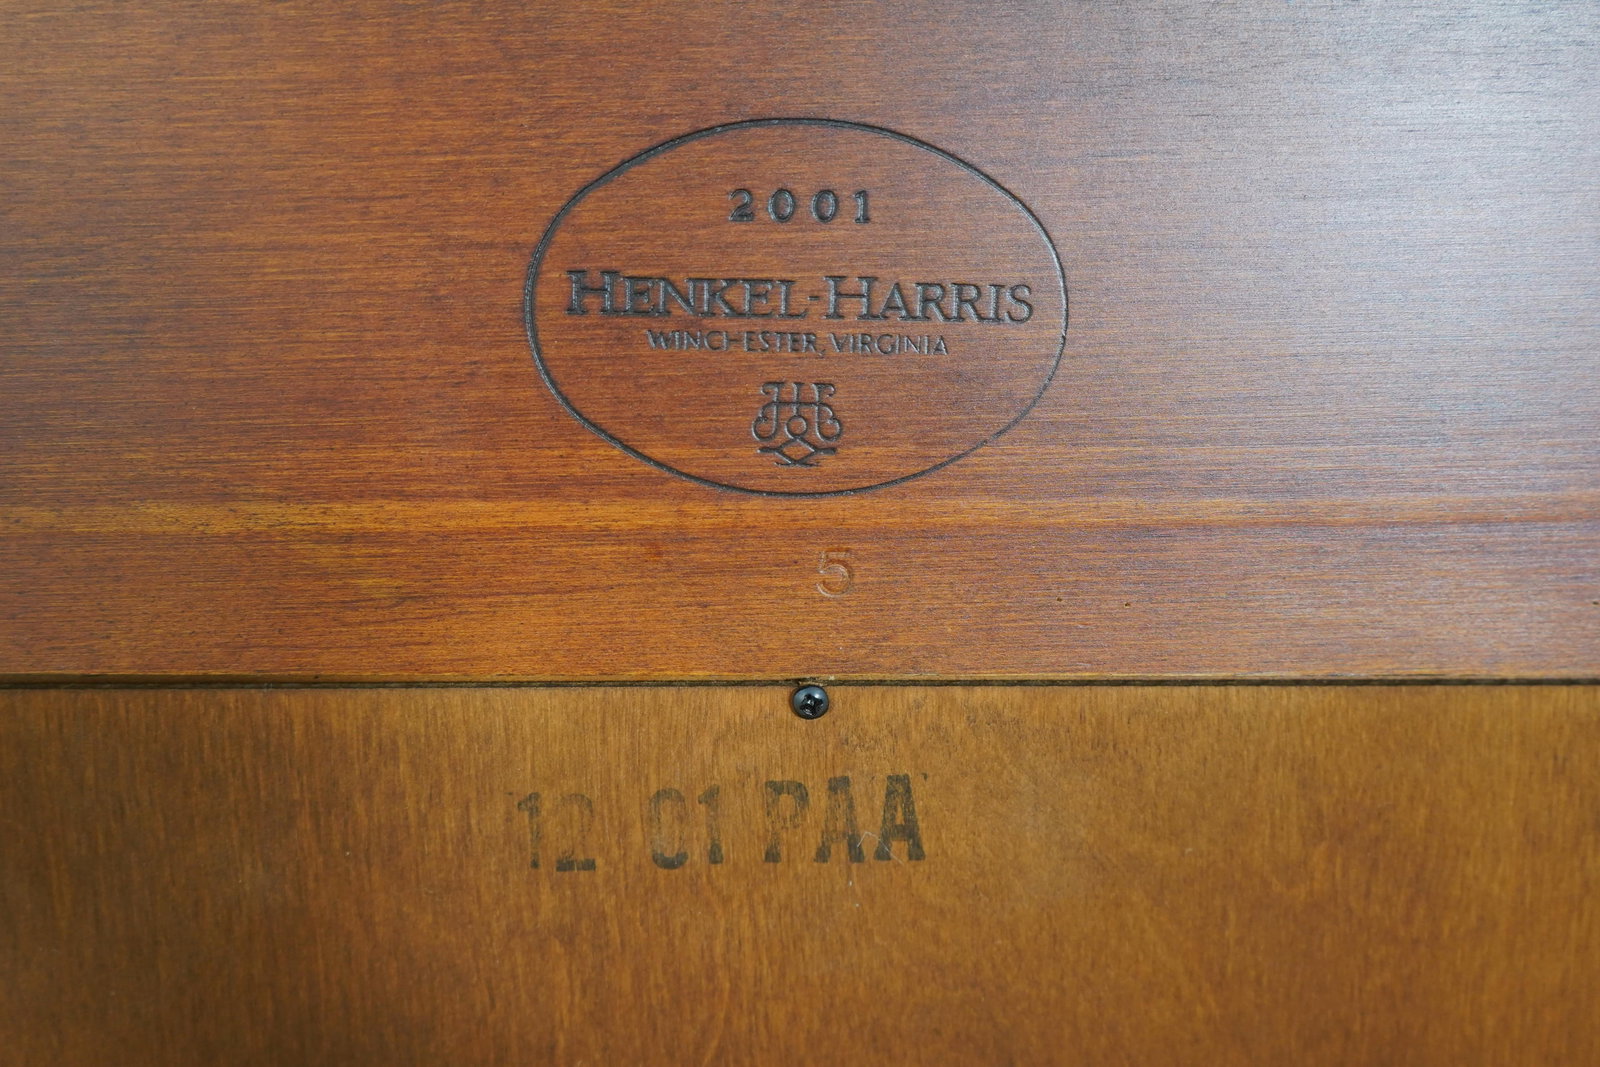 2001
HENKEL-HARRIS
WINCHESTER, VIRGINIA
5
12 01 PAA